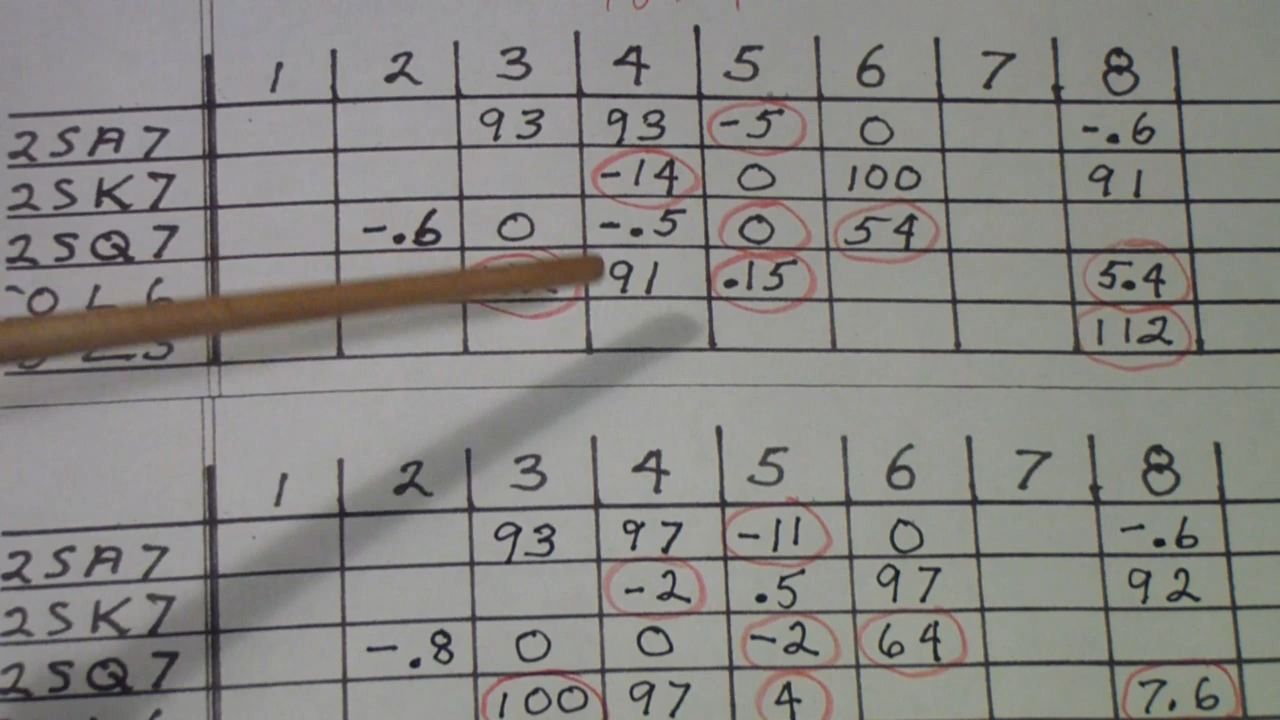 1 2 3 4 5 6 7 8
2SA7 93 93 -5 0 -.6
2SK7 -14 0 100 91
2SQ7 -.6 0 -.5 0 54
91 .15 5.4
112
1 2 3 4 5 6 7 8
2SA7 93 97 -11 0 -.6
2SK7 -2 .5 97 92
2SQ7 -.8 0 0 -2 64
100 97 4 7.6